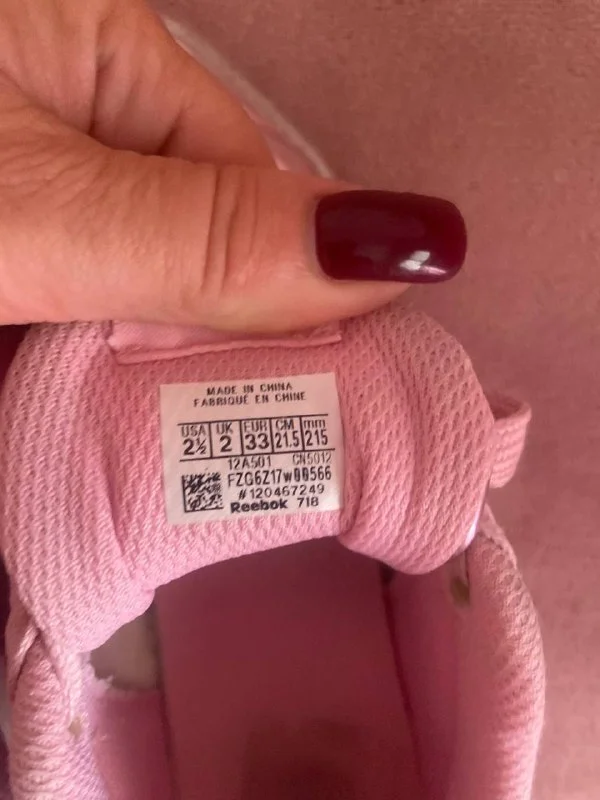 MADE IN CHINA
FABRIQUÉ EN CHINE
USA UK EUR CM mm
2½ 2 33 21.5 215
12A501 CN5012
FZG6Z17W00566
#120467249
Reebok 718